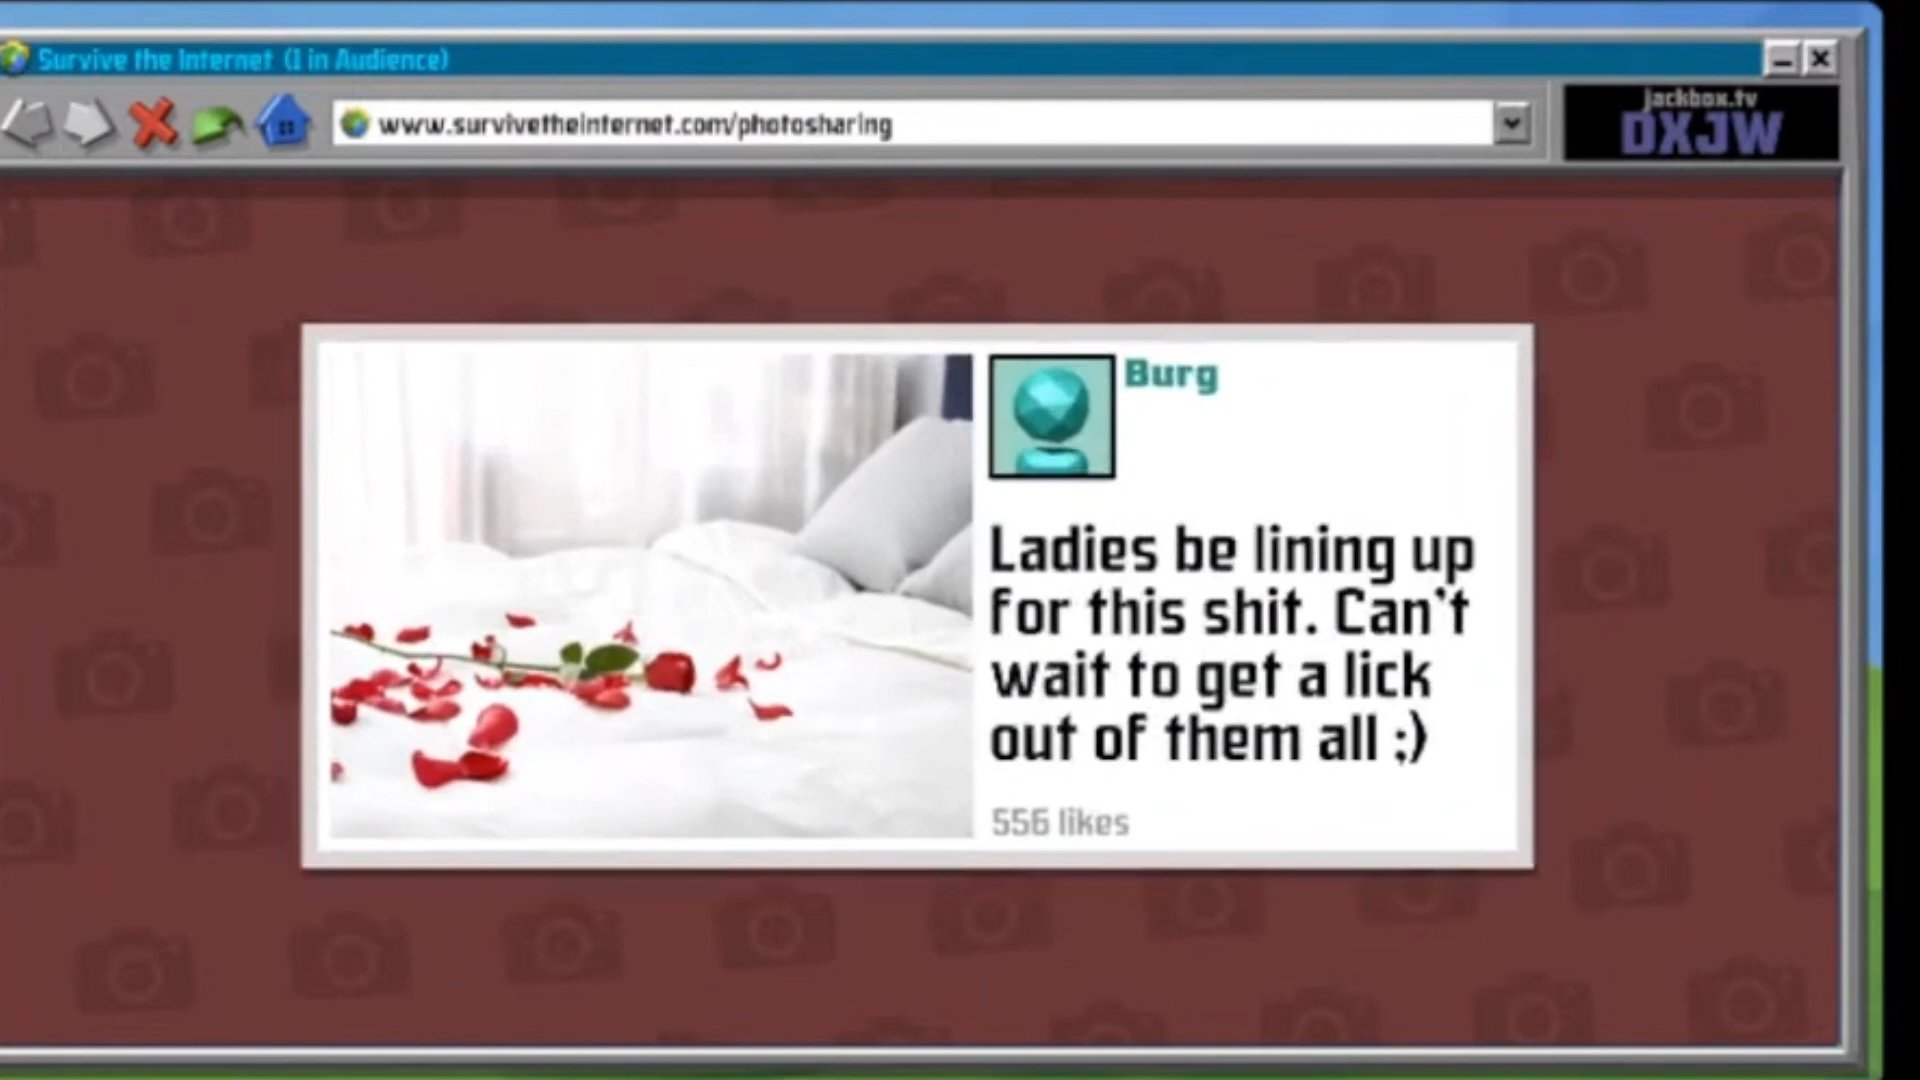 Survive the Internet (1 in Audience)
www.survivetheinternet.com/photosharing
jackbox.tv
DXJW
Burg
Ladies be lining up
for this shit. Can't
wait to get a lick
out of them all ;)
556 likes